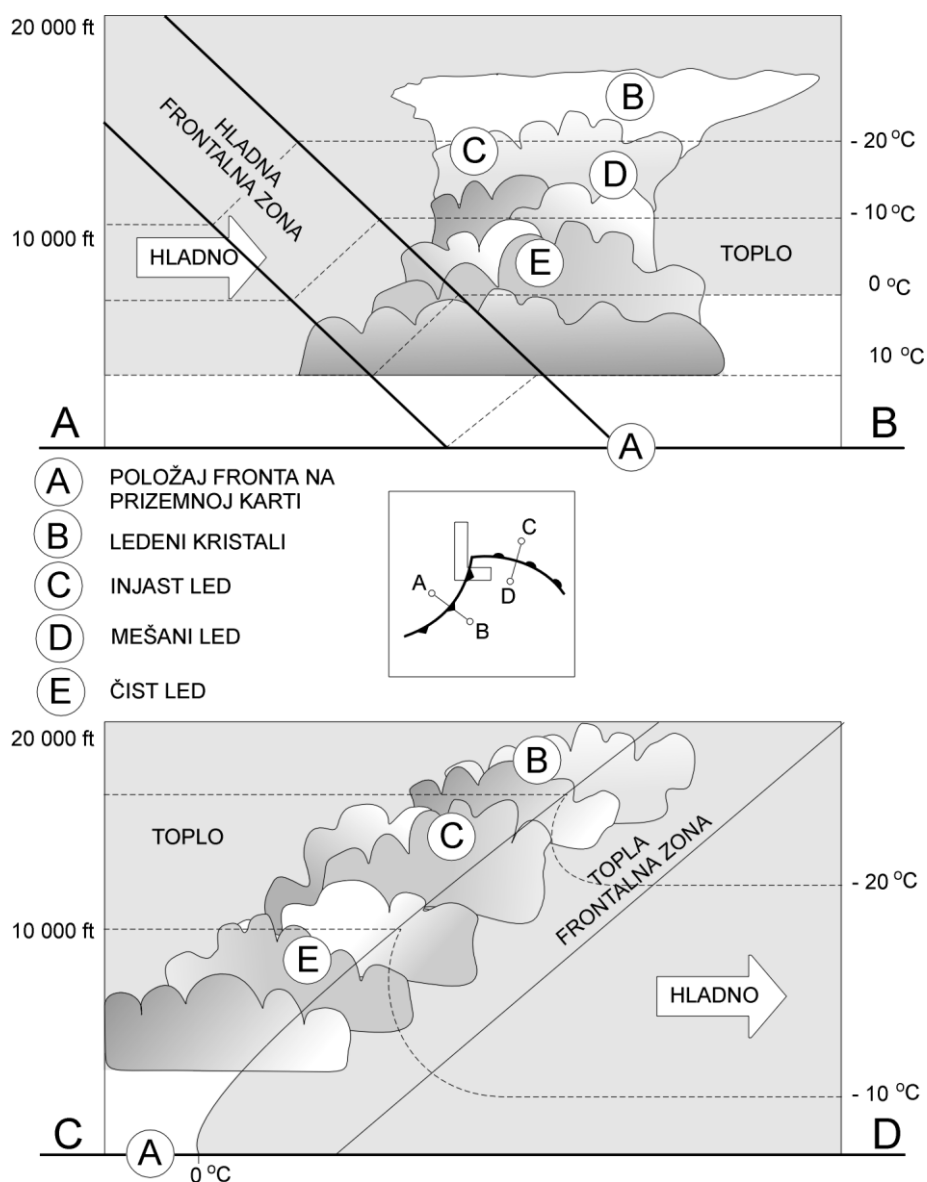 20 000 ft
HLADNA
FRONTALNA ZONA
B
C
- 20 °C
D
- 10 °C
10 000 ft
HLADNO
TOPLO
E
0 °C
10 °C
A
B
A
A POLOŽAJ FRONTA NA
PRIZEMNOJ KARTI
B LEDENI KRISTALI
C INJAST LED
D MEŠANI LED
E ČIST LED
L
C
A
D
B
20 000 ft
B
TOPLO
C
TOPLA
FRONTALNA ZONA
- 20 °C
10 000 ft
E
HLADNO
- 10 °C
C
A
D
0 °C